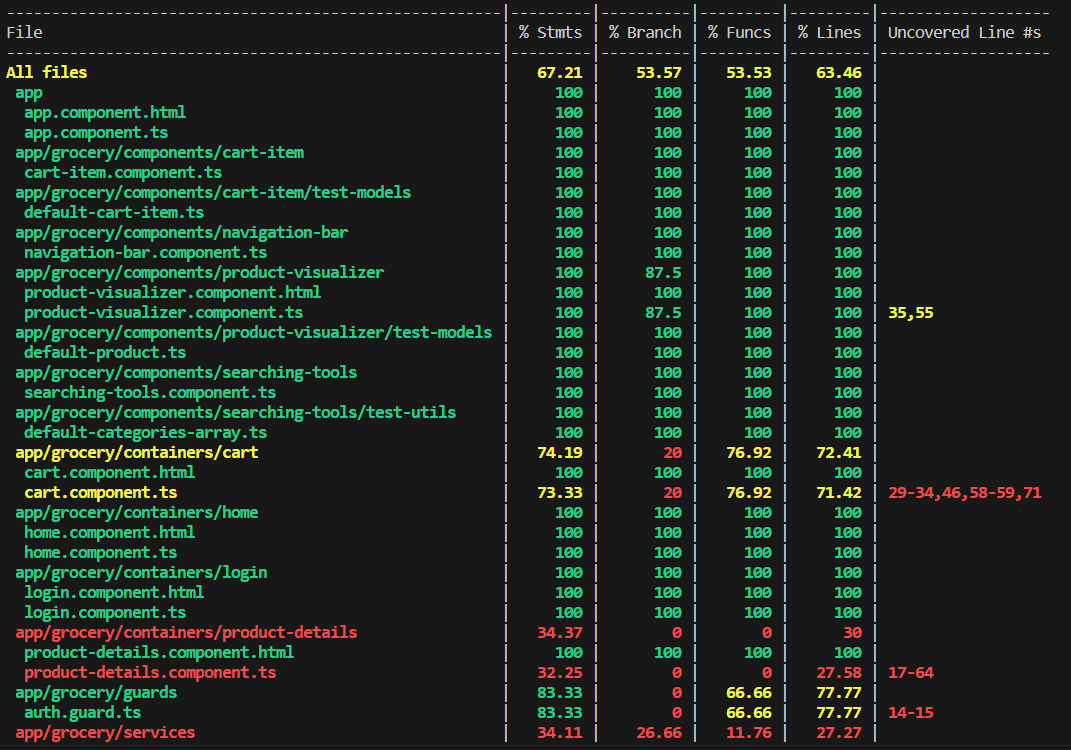 -----------------------------------------------------|---------|----------|---------|---------|-------------------
File | % Stmts | % Branch | % Funcs | % Lines | Uncovered Line #s
-----------------------------------------------------|---------|----------|---------|---------|-------------------
All files | 67.21 | 53.57 | 53.53 | 63.46 |
app | 100 | 100 | 100 | 100 |
app.component.html | 100 | 100 | 100 | 100 |
app.component.ts | 100 | 100 | 100 | 100 |
app/grocery/components/cart-item | 100 | 100 | 100 | 100 |
cart-item.component.ts | 100 | 100 | 100 | 100 |
app/grocery/components/cart-item/test-models | 100 | 100 | 100 | 100 |
default-cart-item.ts | 100 | 100 | 100 | 100 |
app/grocery/components/navigation-bar | 100 | 100 | 100 | 100 |
navigation-bar.component.ts | 100 | 100 | 100 | 100 |
app/grocery/components/product-visualizer | 100 | 87.5 | 100 | 100 |
product-visualizer.component.html | 100 | 100 | 100 | 100 |
product-visualizer.component.ts | 100 | 87.5 | 100 | 100 | 35,55
app/grocery/components/product-visualizer/test-models | 100 | 100 | 100 | 100 |
default-product.ts | 100 | 100 | 100 | 100 |
app/grocery/components/searching-tools | 100 | 100 | 100 | 100 |
searching-tools.component.ts | 100 | 100 | 100 | 100 |
app/grocery/components/searching-tools/test-utils | 100 | 100 | 100 | 100 |
default-categories-array.ts | 100 | 100 | 100 | 100 |
app/grocery/containers/cart | 74.19 | 20 | 76.92 | 72.41 |
cart.component.html | 100 | 100 | 100 | 100 |
cart.component.ts | 73.33 | 20 | 76.92 | 71.42 | 29-34,46,58-59,71
app/grocery/containers/home | 100 | 100 | 100 | 100 |
home.component.html | 100 | 100 | 100 | 100 |
home.component.ts | 100 | 100 | 100 | 100 |
app/grocery/containers/login | 100 | 100 | 100 | 100 |
login.component.html | 100 | 100 | 100 | 100 |
login.component.ts | 100 | 100 | 100 | 100 |
app/grocery/containers/product-details | 34.37 | 0 | 0 | 30 |
product-details.component.html | 100 | 100 | 100 | 100 |
product-details.component.ts | 32.25 | 0 | 0 | 27.58 | 17-64
app/grocery/guards | 83.33 | 0 | 66.66 | 77.77 |
auth.guard.ts | 83.33 | 0 | 66.66 | 77.77 | 14-15
app/grocery/services | 34.11 | 26.66 | 11.76 | 27.27 |